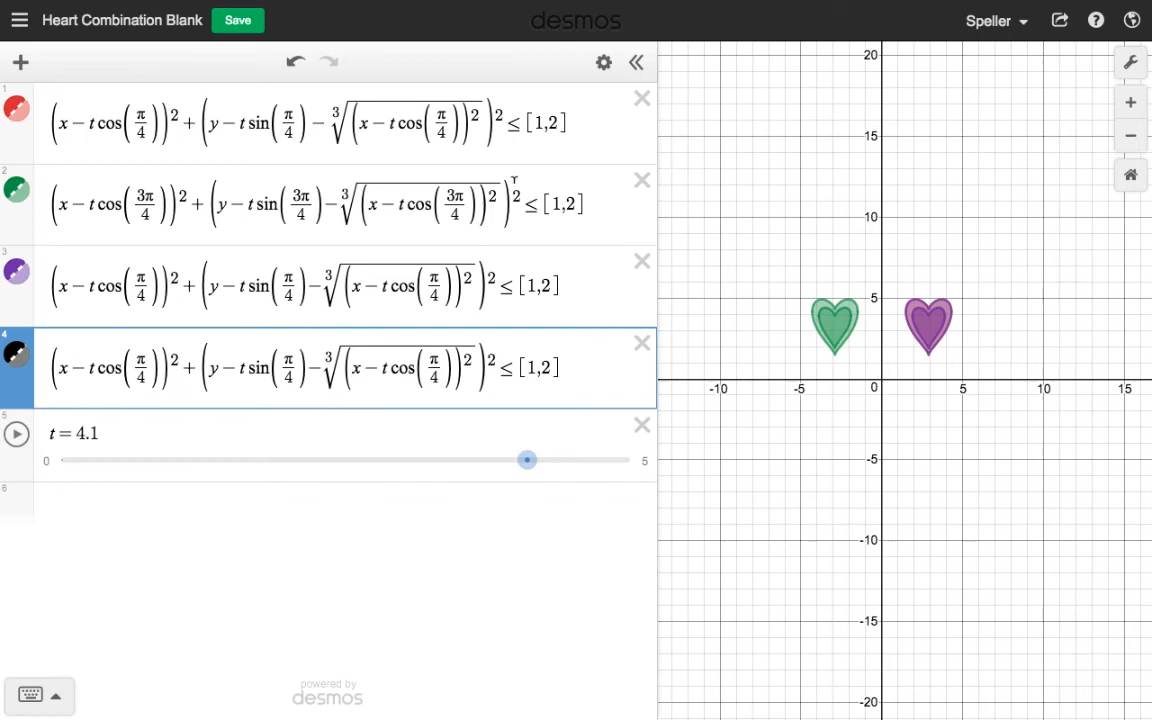 Heart Combination Blank Save desmos Speller
1
(x − t cos(π/4))² + (y − t sin(π/4) − ∛((x − t cos(π/4))²))² ≤ [1,2]
2
(x − t cos(3π/4))² + (y − t sin(3π/4) − ∛((x − t cos(3π/4))²))² ≤ [1,2]
3
(x − t cos(π/4))² + (y − t sin(π/4) − ∛((x − t cos(π/4))²))² ≤ [1,2]
4
(x − t cos(π/4))² + (y − t sin(π/4) − ∛((x − t cos(π/4))²))² ≤ [1,2]
5
t = 4.1
0 5
6
powered by
desmos
20
15
10
5
-10 -5 0 5 10 15
-5
-10
-15
-20